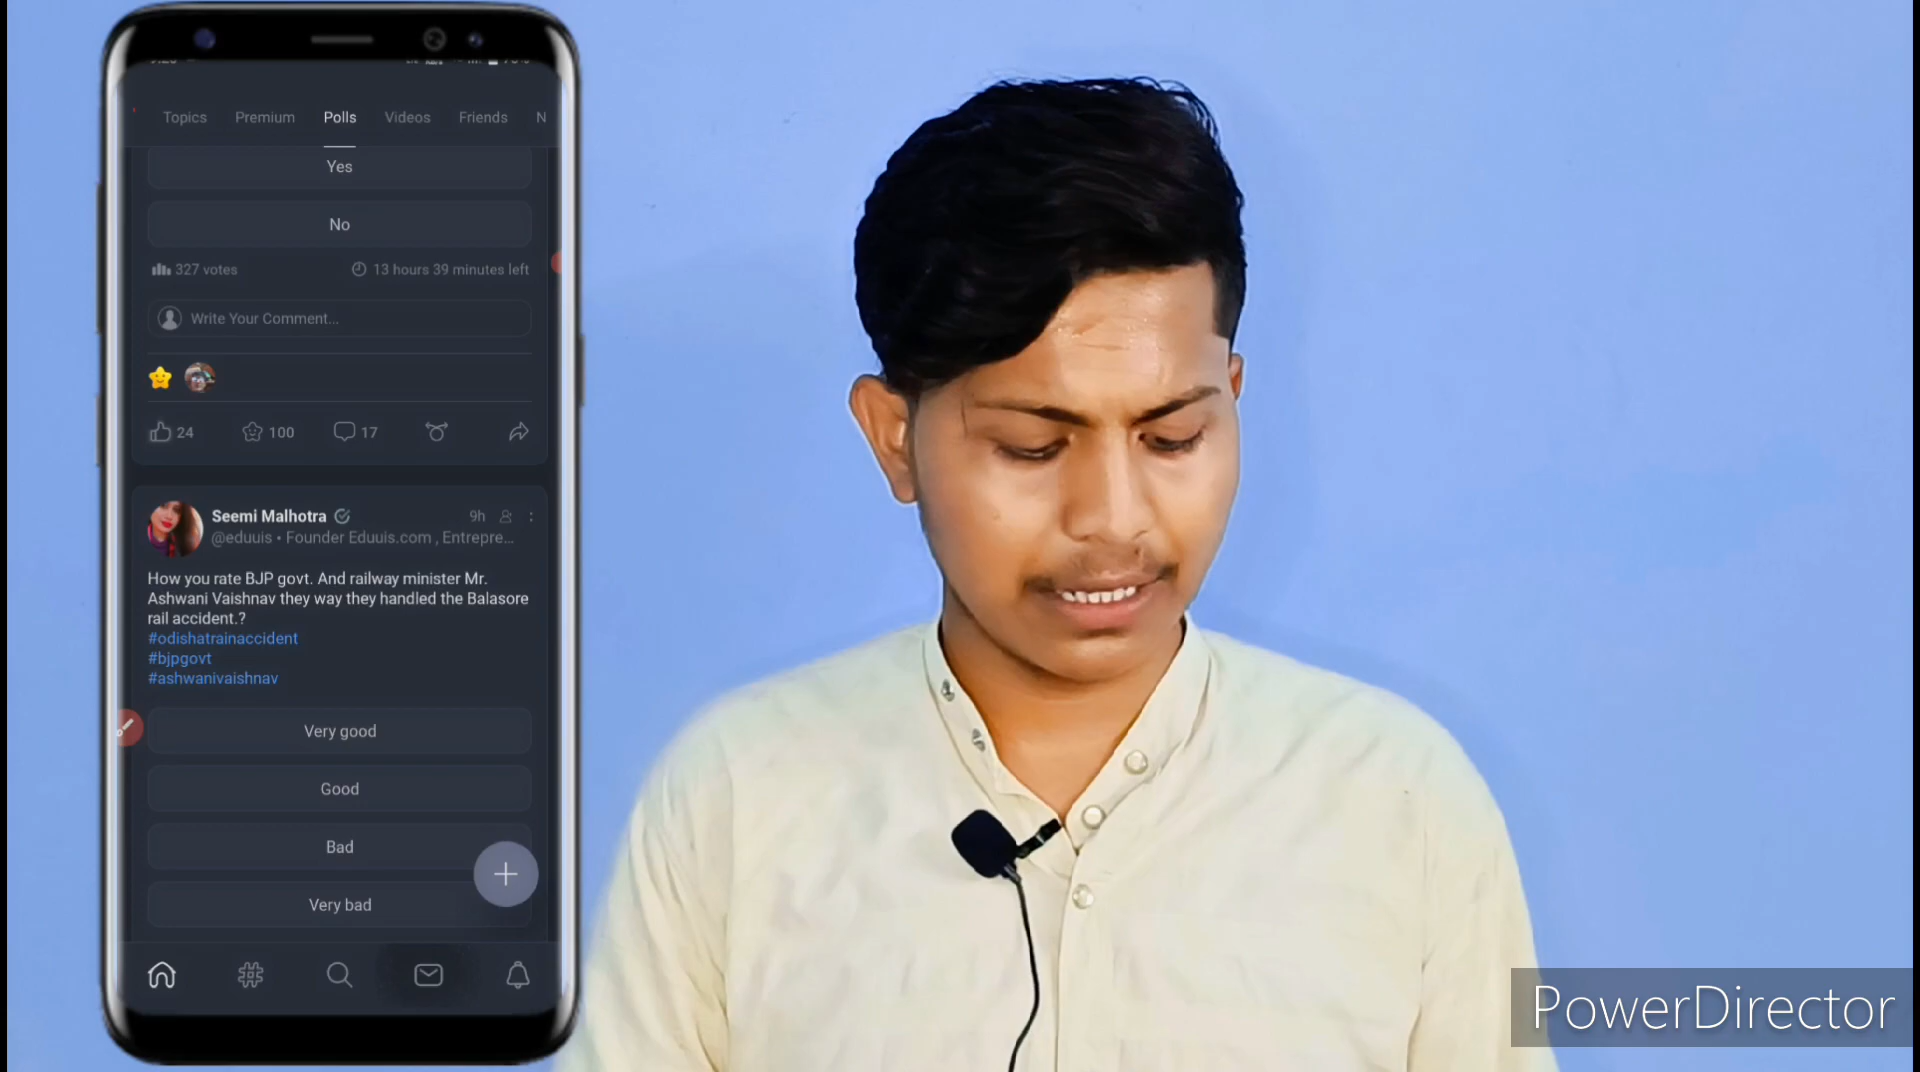 Topics Premium Polls Videos Friends N
Yes
No
327 votes 13 hours 39 minutes left
Write Your Comment...
24 100 17
Seemi Malhotra 9h
@eduuis • Founder Eduuis.com , Entrepre...
How you rate BJP govt. And railway minister Mr.
Ashwani Vaishnav they way they handled the Balasore
rail accident.?
#odishatrainaccident
#bjpgovt
#ashwanivaishnav
Very good
Good
Bad
Very bad
PowerDirector